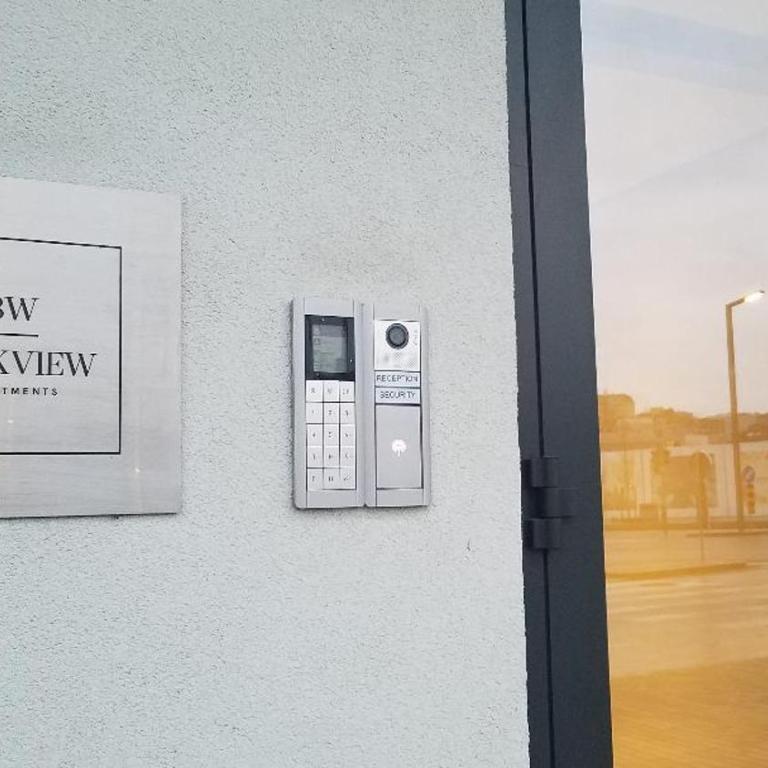 BW
KVIEW
TMENTS
RECEPTION
SECURITY